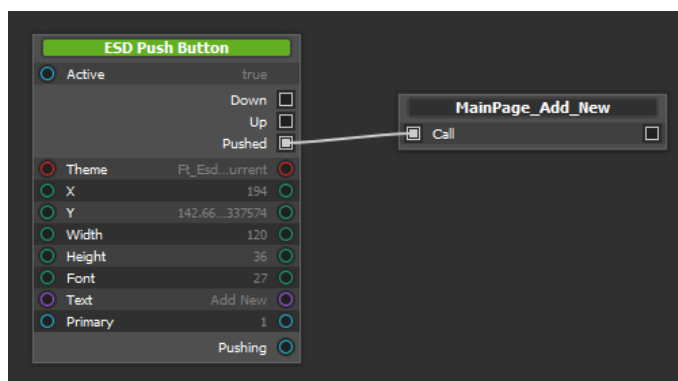 ESD Push Button
Active true
Down
Up
Pushed
Theme Ft_Esd...urrent
X 194
Y 142.66...337574
Width 120
Height 36
Font 27
Text Add New
Primary 1
Pushing
MainPage_Add_New
Call